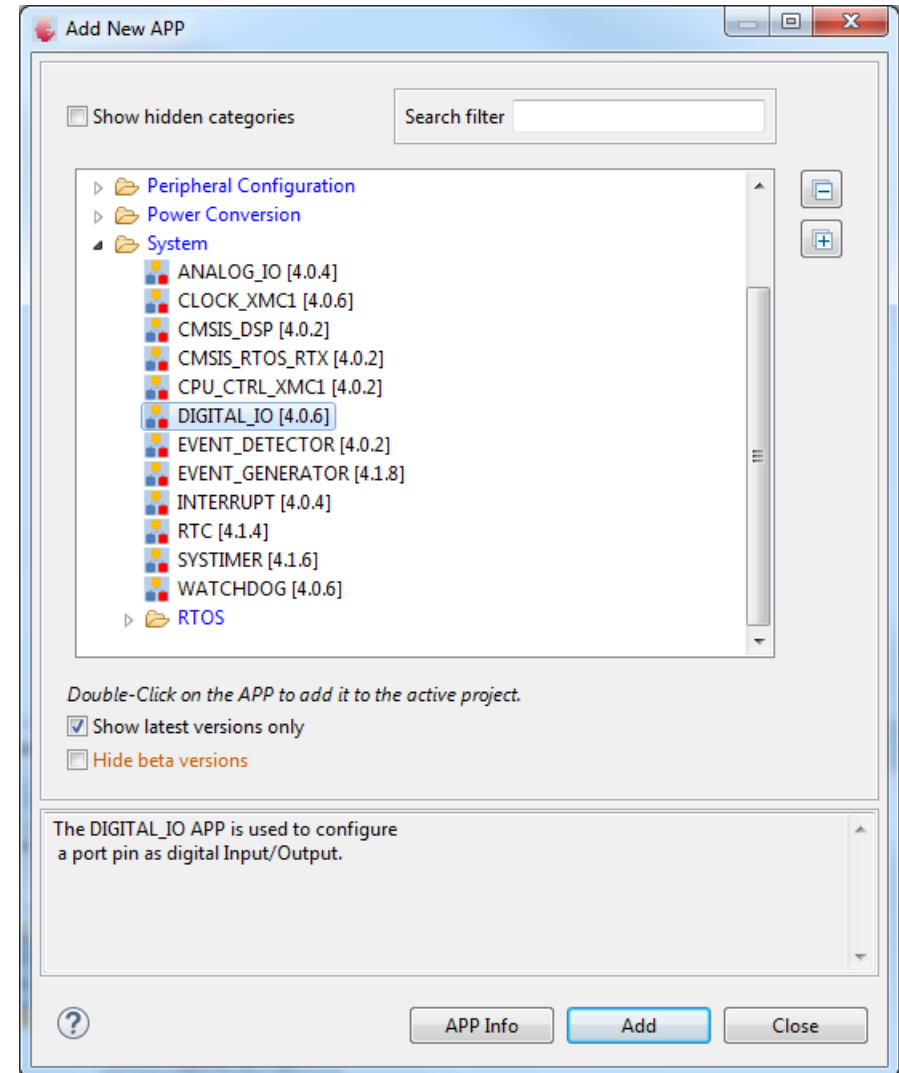 Add New APP
Show hidden categories
Search filter
Peripheral Configuration
Power Conversion
System
ANALOG_IO [4.0.4]
CLOCK_XMC1 [4.0.6]
CMSIS_DSP [4.0.2]
CMSIS_RTOS_RTX [4.0.2]
CPU_CTRL_XMC1 [4.0.2]
DIGITAL_IO [4.0.6]
EVENT_DETECTOR [4.0.2]
EVENT_GENERATOR [4.1.8]
INTERRUPT [4.0.4]
RTC [4.1.4]
SYSTIMER [4.1.6]
WATCHDOG [4.0.6]
RTOS
Double-Click on the APP to add it to the active project.
Show latest versions only
Hide beta versions
The DIGITAL_IO APP is used to configure
a port pin as digital Input/Output.
APP Info
Add
Close